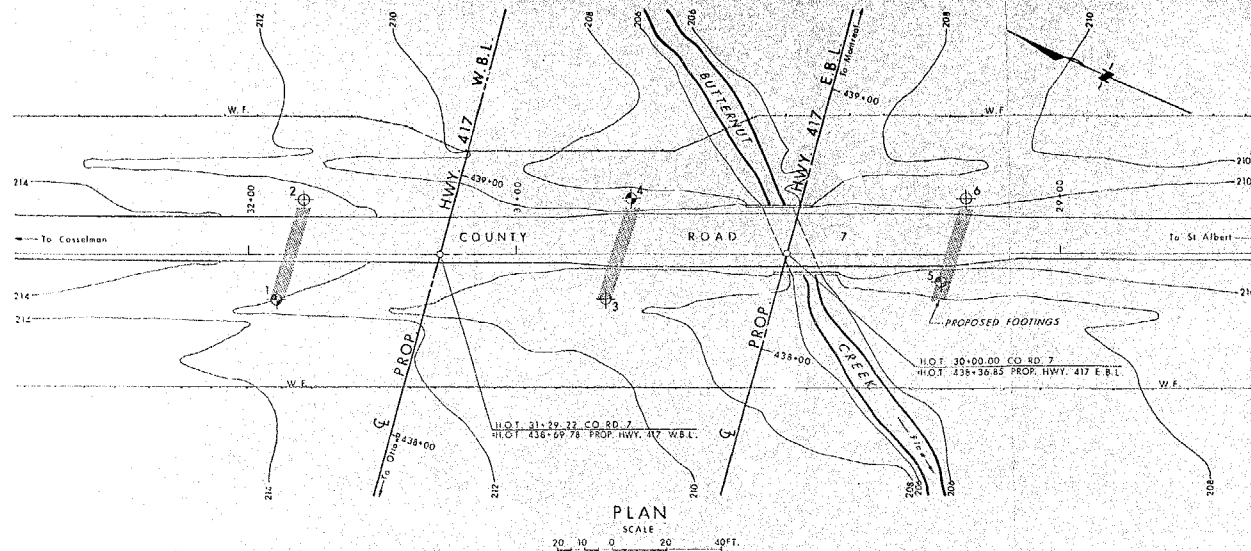 212
210
208
206
206
208
210
HWY 417 W.B.L.
E.B.L.
To Montreal
439+00
W.F.
W.F.
BUTTERNUT
HWY 417
439+00
210
210
214
32+00
2
31+00
4
6
29+00
To Casselman
COUNTY ROAD 7
To St Albert
214
1
3
5
214
PROPOSED FOOTINGS
PROP.
PROP.
438+00
CREEK
H.O.T. 30+00.00 CO. RD. 7
=H.O.T. 438+36.85 PROP. HWY. 417 E.B.L.
W.F.
W.F.
H.O.T. 31+29.22 CO. RD. 7
=H.O.T. 438+69.78 PROP. HWY. 417 W.B.L.
438+00
Flow
To Ottawa
214
212
210
208
206
206
208
PLAN
SCALE
20 10 0 20 40FT.